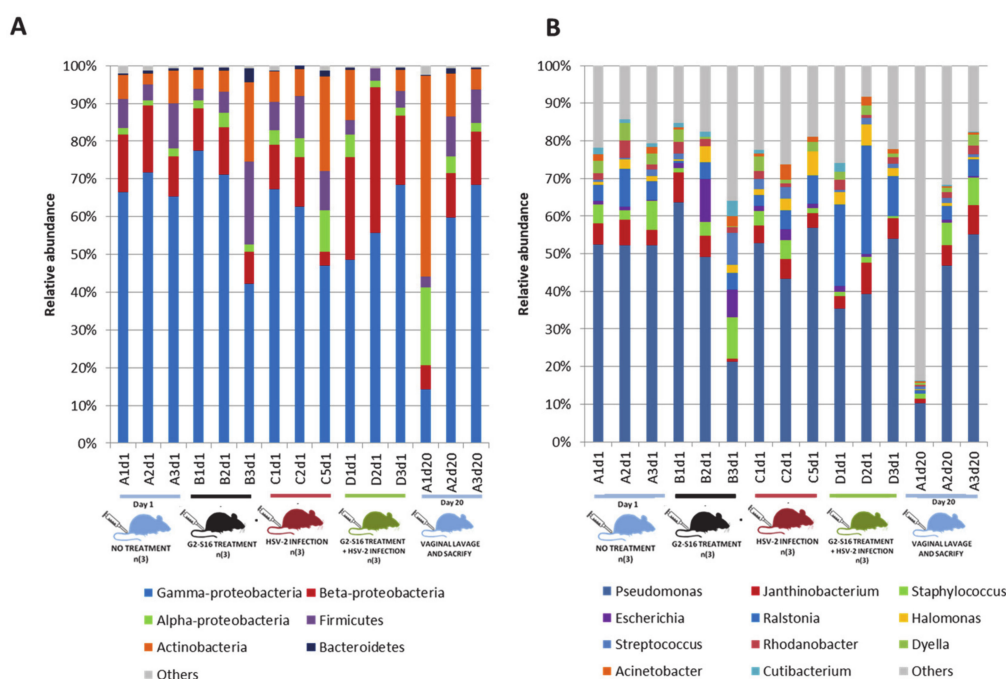 A
Relative abundance
100%
90%
80%
70%
60%
50%
40%
30%
20%
10%
0%
A1d1
A2d1
A3d1
B1d1
B2d1
B3d1
C1d1
C2d1
C5d1
D1d1
D2d1
D3d1
A1d20
A2d20
A3d20
Day 1
NO TREATMENT
n(3)
G2-S16 TREATMENT
n(3)
HSV-2 INFECTION
n(3)
G2-S16 TREATMENT
+ HSV-2 INFECTION
n(3)
Day 20
VAGINAL LAVAGE
AND SACRIFY
Gamma-proteobacteria
Beta-proteobacteria
Alpha-proteobacteria
Firmicutes
Actinobacteria
Bacteroidetes
Others
B
Relative abundance
100%
90%
80%
70%
60%
50%
40%
30%
20%
10%
0%
A1d1
A2d1
A3d1
B1d1
B2d1
B3d1
C1d1
C2d1
C5d1
D1d1
D2d1
D3d1
A1d20
A2d20
A3d20
Day 1
NO TREATMENT
n(3)
G2-S16 TREATMENT
n(3)
HSV-2 INFECTION
n(3)
G2-S16 TREATMENT
+ HSV-2 INFECTION
n(3)
Day 20
VAGINAL LAVAGE
AND SACRIFY
Pseudomonas
Janthinobacterium
Staphylococcus
Escherichia
Ralstonia
Halomonas
Streptococcus
Rhodanobacter
Dyella
Acinetobacter
Cutibacterium
Others